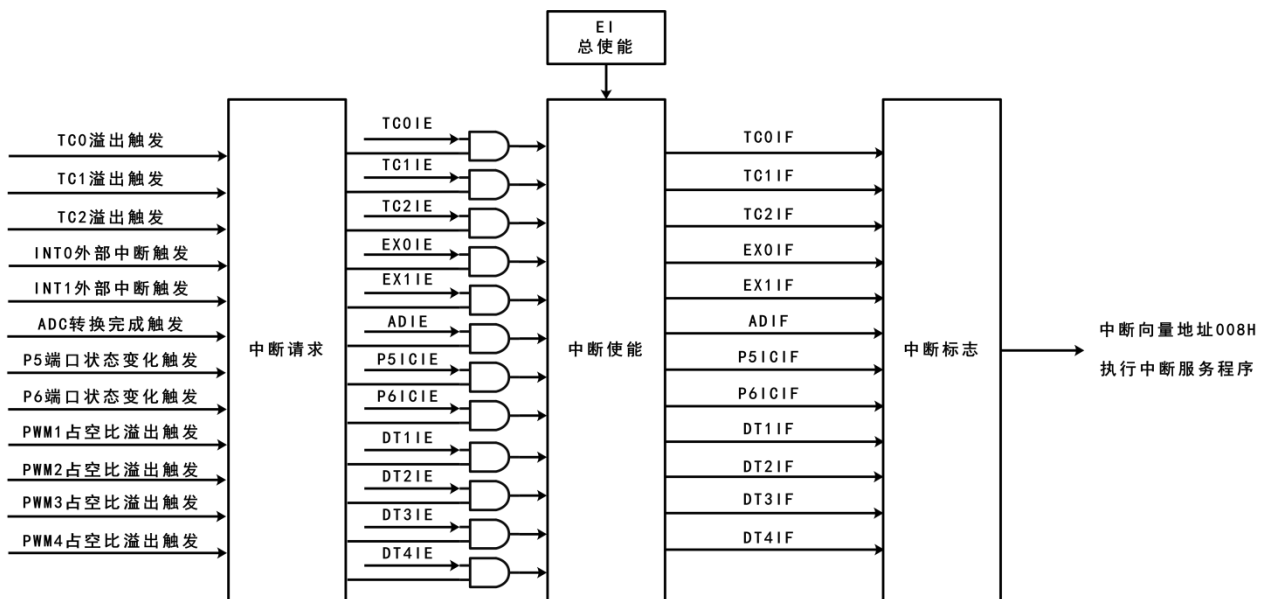 EI
总使能
TC0溢出触发
TC1溢出触发
TC2溢出触发
INT0外部中断触发
INT1外部中断触发
ADC转换完成触发
P5端口状态变化触发
P6端口状态变化触发
PWM1占空比溢出触发
PWM2占空比溢出触发
PWM3占空比溢出触发
PWM4占空比溢出触发
中断请求
TC0IE
TC1IE
TC2IE
EX0IE
EX1IE
ADIE
P5ICIE
P6ICIE
DT1IE
DT2IE
DT3IE
DT4IE
中断使能
TC0IF
TC1IF
TC2IF
EX0IF
EX1IF
ADIF
P5ICIF
P6ICIF
DT1IF
DT2IF
DT3IF
DT4IF
中断标志
中断向量地址008H
执行中断服务程序